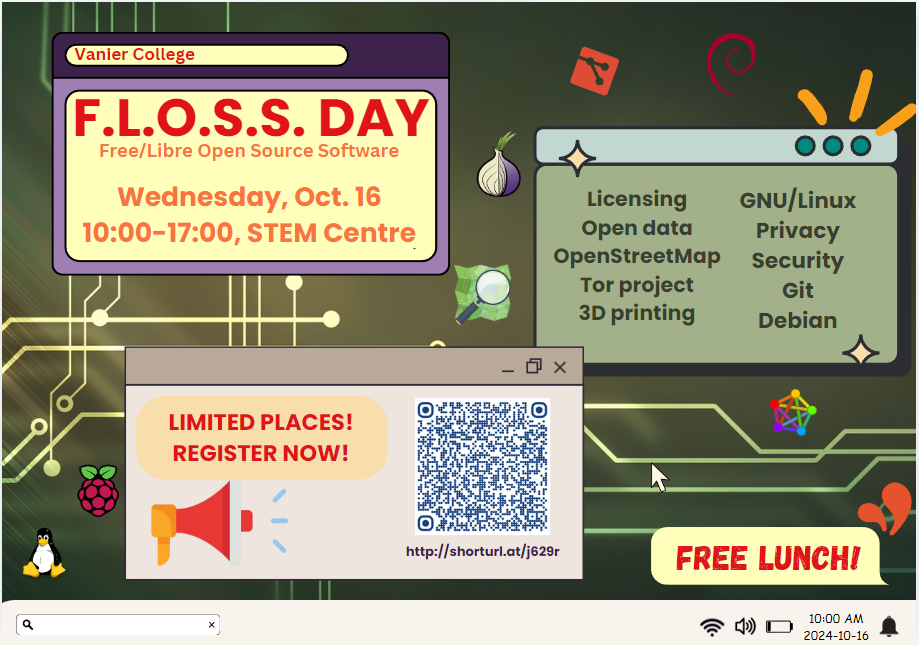 Vanier College
F.L.O.S.S. DAY
Free/Libre Open Source Software
Wednesday, Oct. 16
10:00-17:00, STEM Centre
Licensing
Open data
OpenStreetMap
Tor project
3D printing
GNU/Linux
Privacy
Security
Git
Debian
LIMITED PLACES!
REGISTER NOW!
http://shorturl.at/j629r
FREE LUNCH!
10:00 AM
2024-10-16